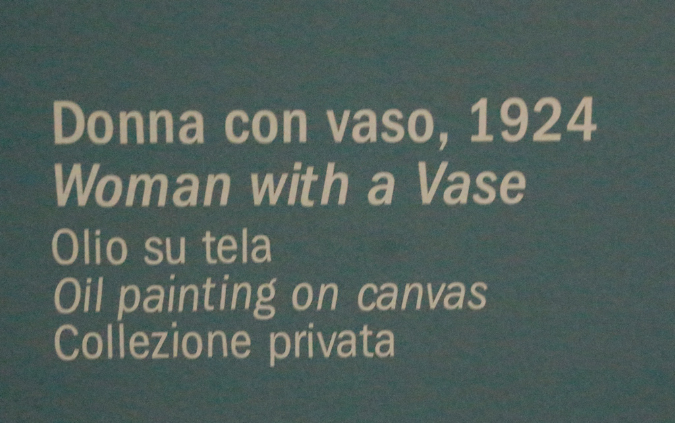 Donna con vaso, 1924
Woman with a Vase
Olio su tela
Oil painting on canvas
Collezione privata